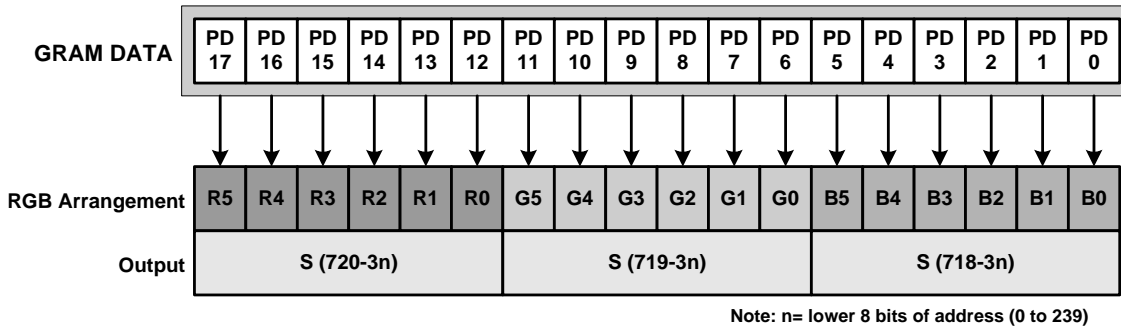 GRAM DATA
PD 17 PD 16 PD 15 PD 14 PD 13 PD 12 PD 11 PD 10 PD 9 PD 8 PD 7 PD 6 PD 5 PD 4 PD 3 PD 2 PD 1 PD 0
RGB Arrangement R5 R4 R3 R2 R1 R0 G5 G4 G3 G2 G1 G0 B5 B4 B3 B2 B1 B0
Output S (720-3n) S (719-3n) S (718-3n)
Note: n= lower 8 bits of address (0 to 239)